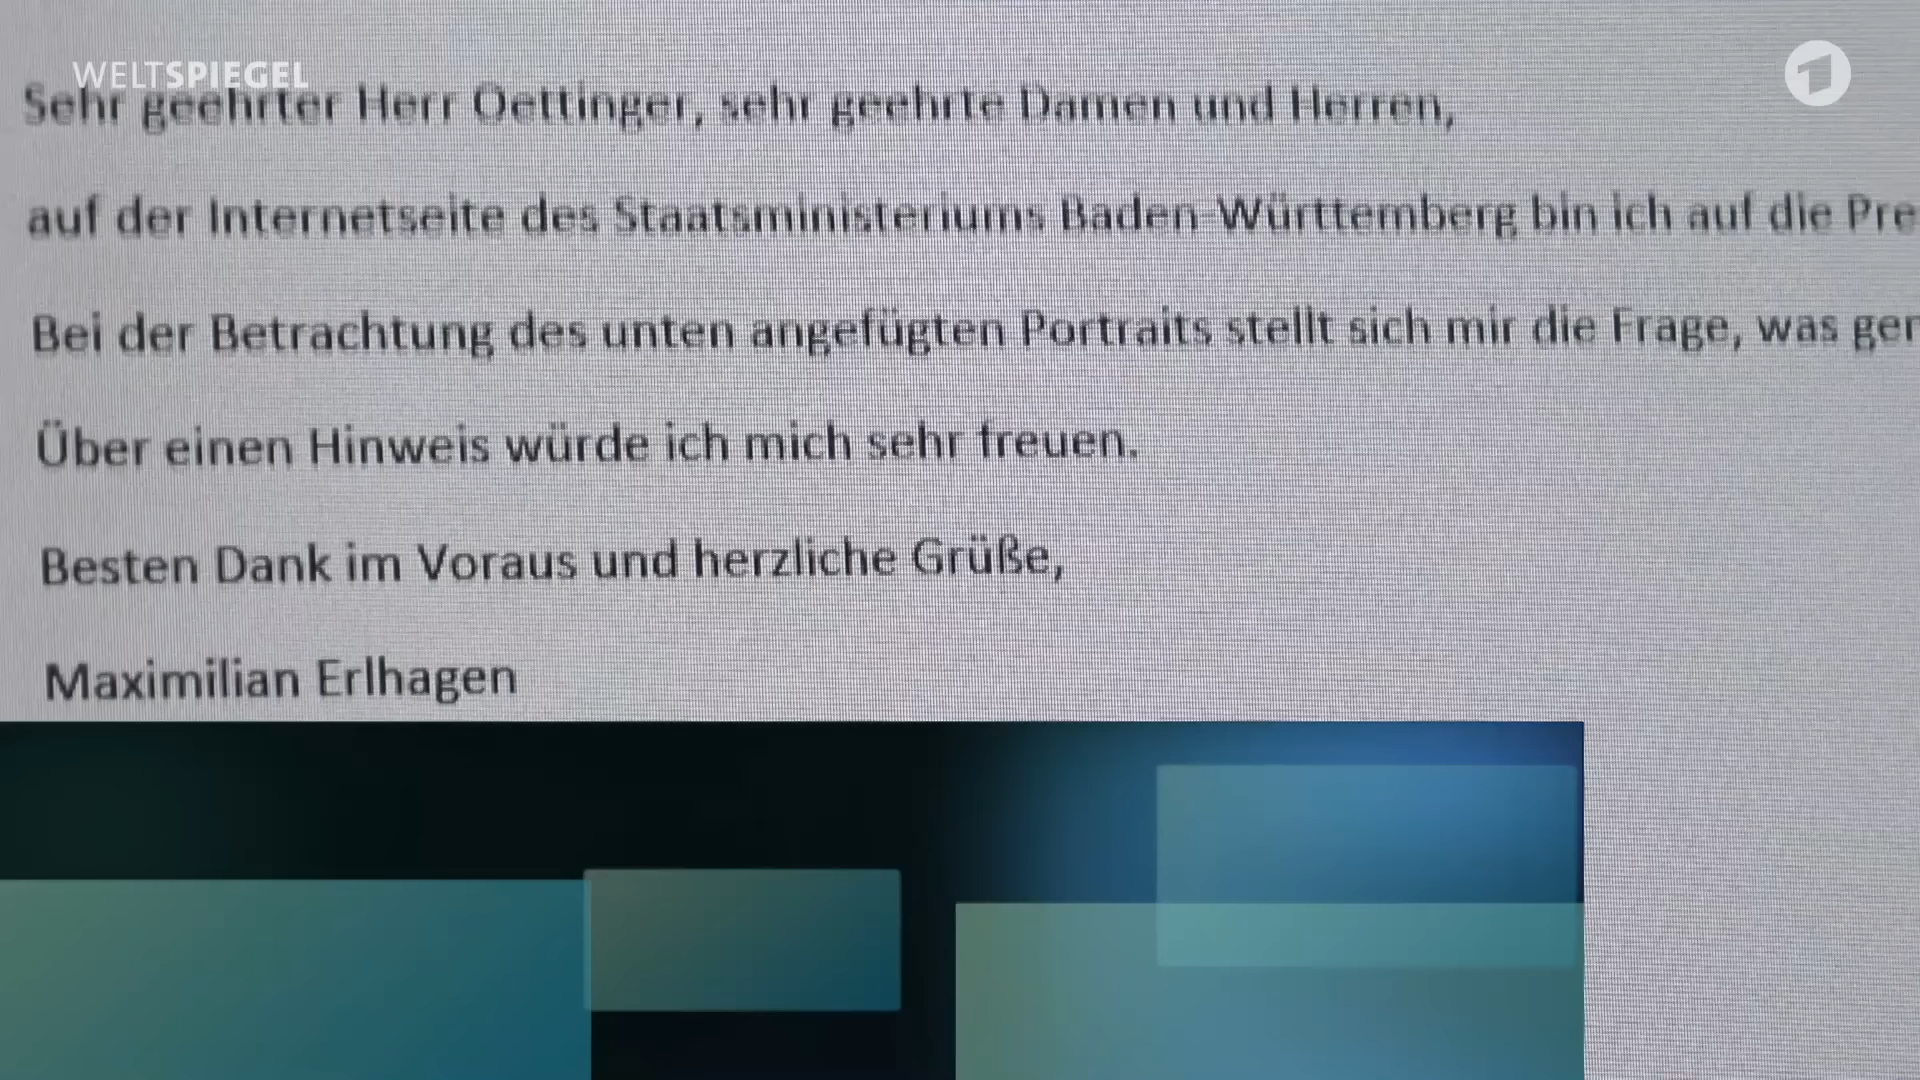 WELTSPIEGEL
Sehr geehrter Herr Oettinger, sehr geehrte Damen und Herren,
auf der Internetseite des Staatsministeriums Baden-Württemberg bin ich auf die Pre
Bei der Betrachtung des unten angefügten Portraits stellt sich mir die Frage, was gen
Über einen Hinweis würde ich mich sehr freuen.
Besten Dank im Voraus und herzliche Grüße,
Maximilian Erlhagen